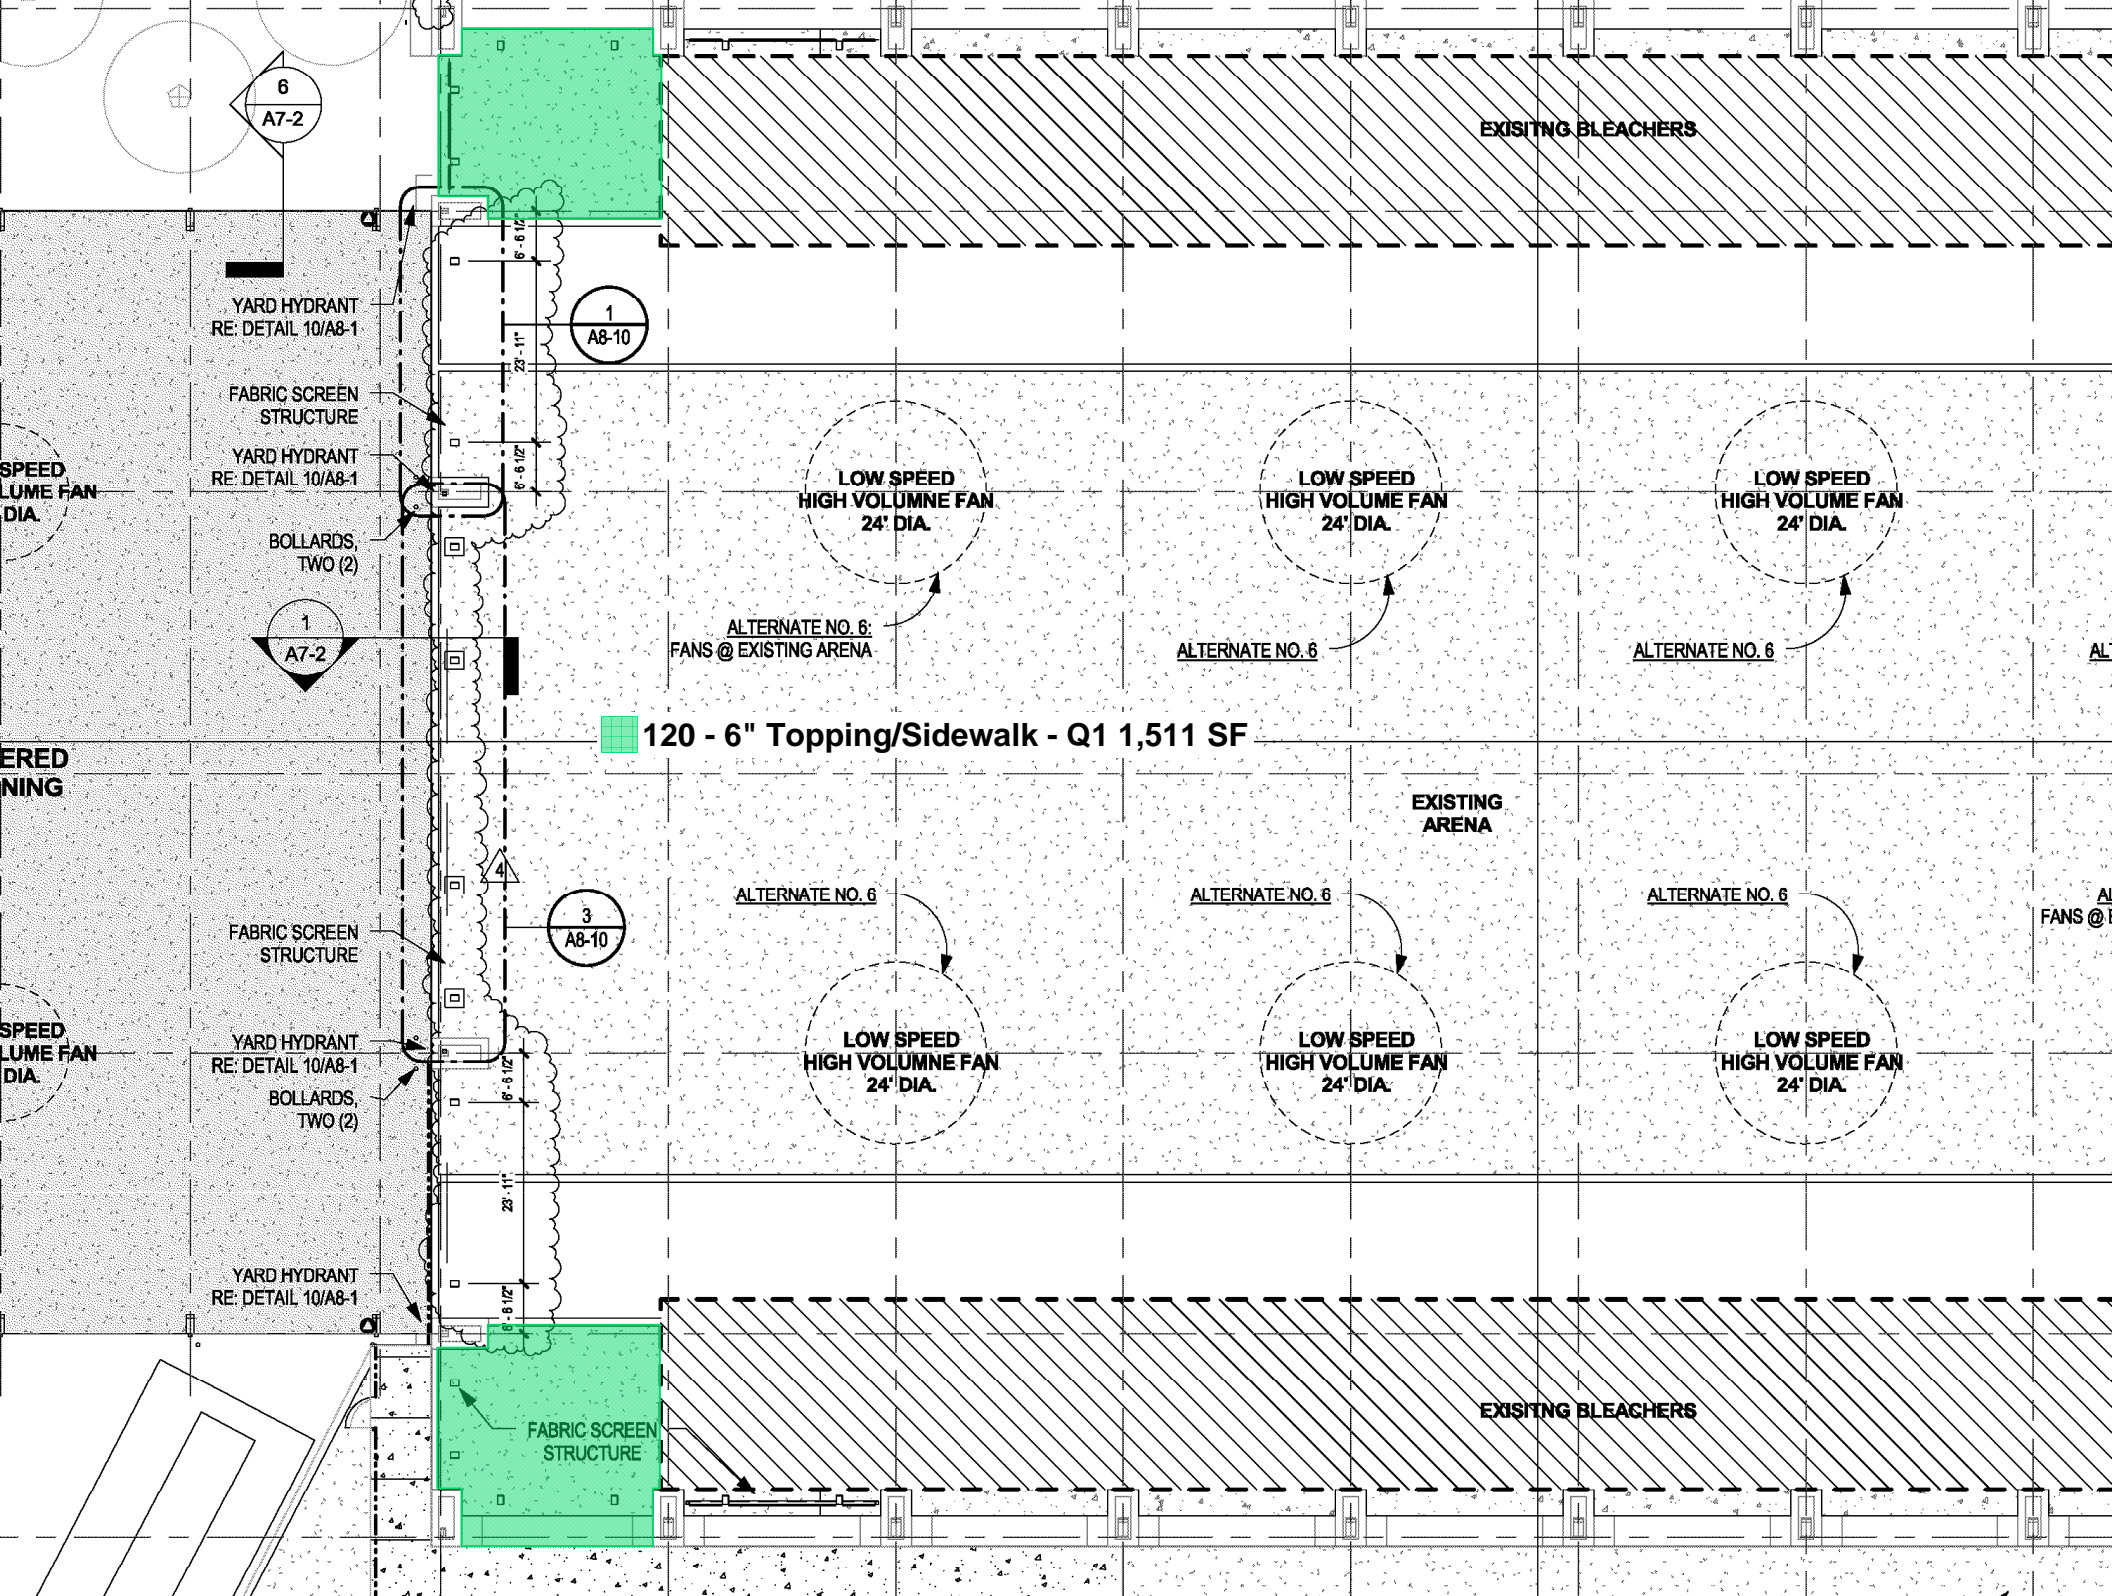 6
A7-2
EXISITNG BLEACHERS
6' - 6 1/2"
YARD HYDRANT
RE: DETAIL 10/A8-1
1
A8-10
23' - 11"
FABRIC SCREEN
STRUCTURE
YARD HYDRANT
RE: DETAIL 10/A8-1
6' - 6 1/2"
SPEED
LUME FAN
DIA.
LOW SPEED
HIGH VOLUMNE FAN
24' DIA.
LOW SPEED
HIGH VOLUME FAN
24' DIA.
LOW SPEED
HIGH VOLUME FAN
24' DIA.
BOLLARDS,
TWO (2)
1
A7-2
ALTERNATE NO. 6:
FANS @ EXISTING ARENA
ALTERNATE NO. 6
ALTERNATE NO. 6
AL
120 - 6" Topping/Sidewalk - Q1 1,511 SF
ERED
NING
EXISTING
ARENA
4
ALTERNATE NO. 6
ALTERNATE NO. 6
ALTERNATE NO. 6
AL
FANS @ E
3
A8-10
FABRIC SCREEN
STRUCTURE
SPEED
LUME FAN
DIA.
YARD HYDRANT
RE: DETAIL 10/A8-1
6' - 6 1/2"
LOW SPEED
HIGH VOLUMNE FAN
24' DIA.
LOW SPEED
HIGH VOLUME FAN
24' DIA.
LOW SPEED
HIGH VOLUME FAN
24' DIA.
BOLLARDS,
TWO (2)
23' - 11"
YARD HYDRANT
RE: DETAIL 10/A8-1
6' - 6 1/2"
EXISITNG BLEACHERS
FABRIC SCREEN
STRUCTURE